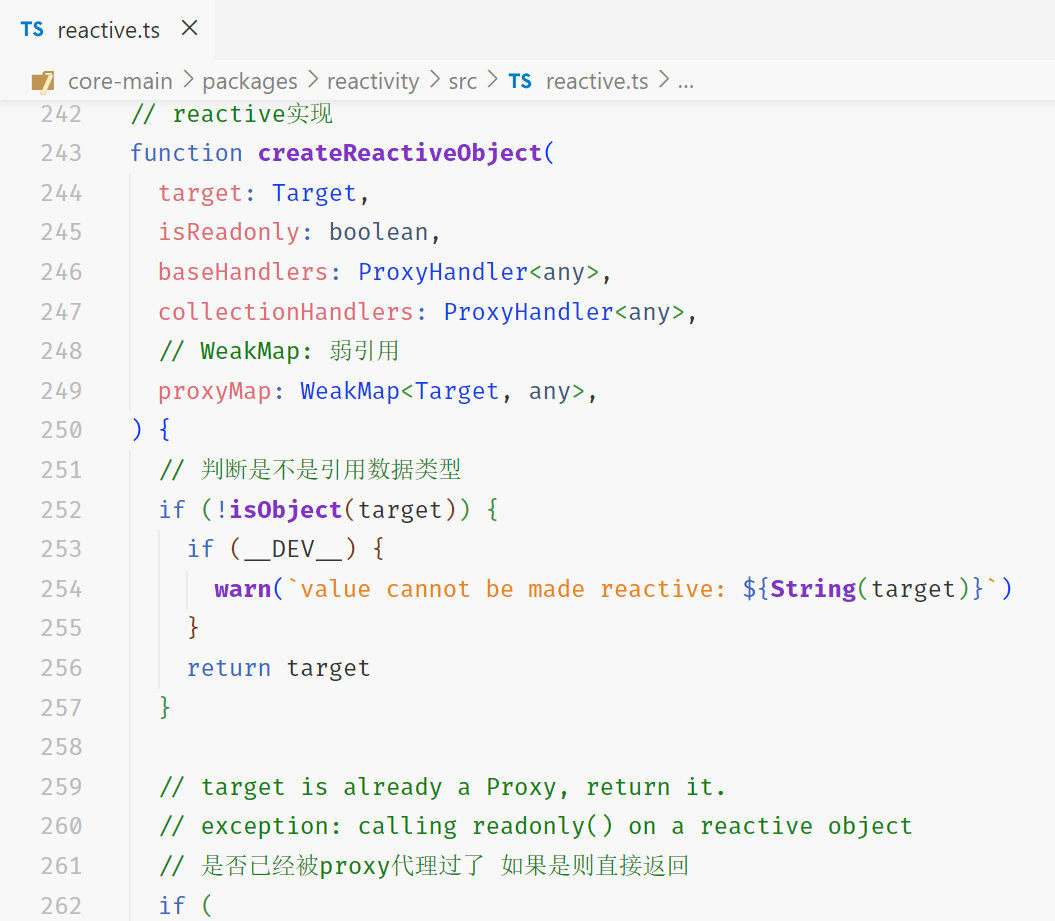 TS reactive.ts ×
core-main > packages > reactivity > src > TS reactive.ts > ...
242 // reactive实现
243 function createReactiveObject(
244 target: Target,
245 isReadonly: boolean,
246 baseHandlers: ProxyHandler<any>,
247 collectionHandlers: ProxyHandler<any>,
248 // WeakMap: 弱引用
249 proxyMap: WeakMap<Target, any>,
250 ) {
251 // 判断是不是引用数据类型
252 if (!isObject(target)) {
253 if (__DEV__) {
254 warn(`value cannot be made reactive: ${String(target)}`)
255 }
256 return target
257 }
258
259 // target is already a Proxy, return it.
260 // exception: calling readonly() on a reactive object
261 // 是否已经被proxy代理过了 如果是则直接返回
262 if (